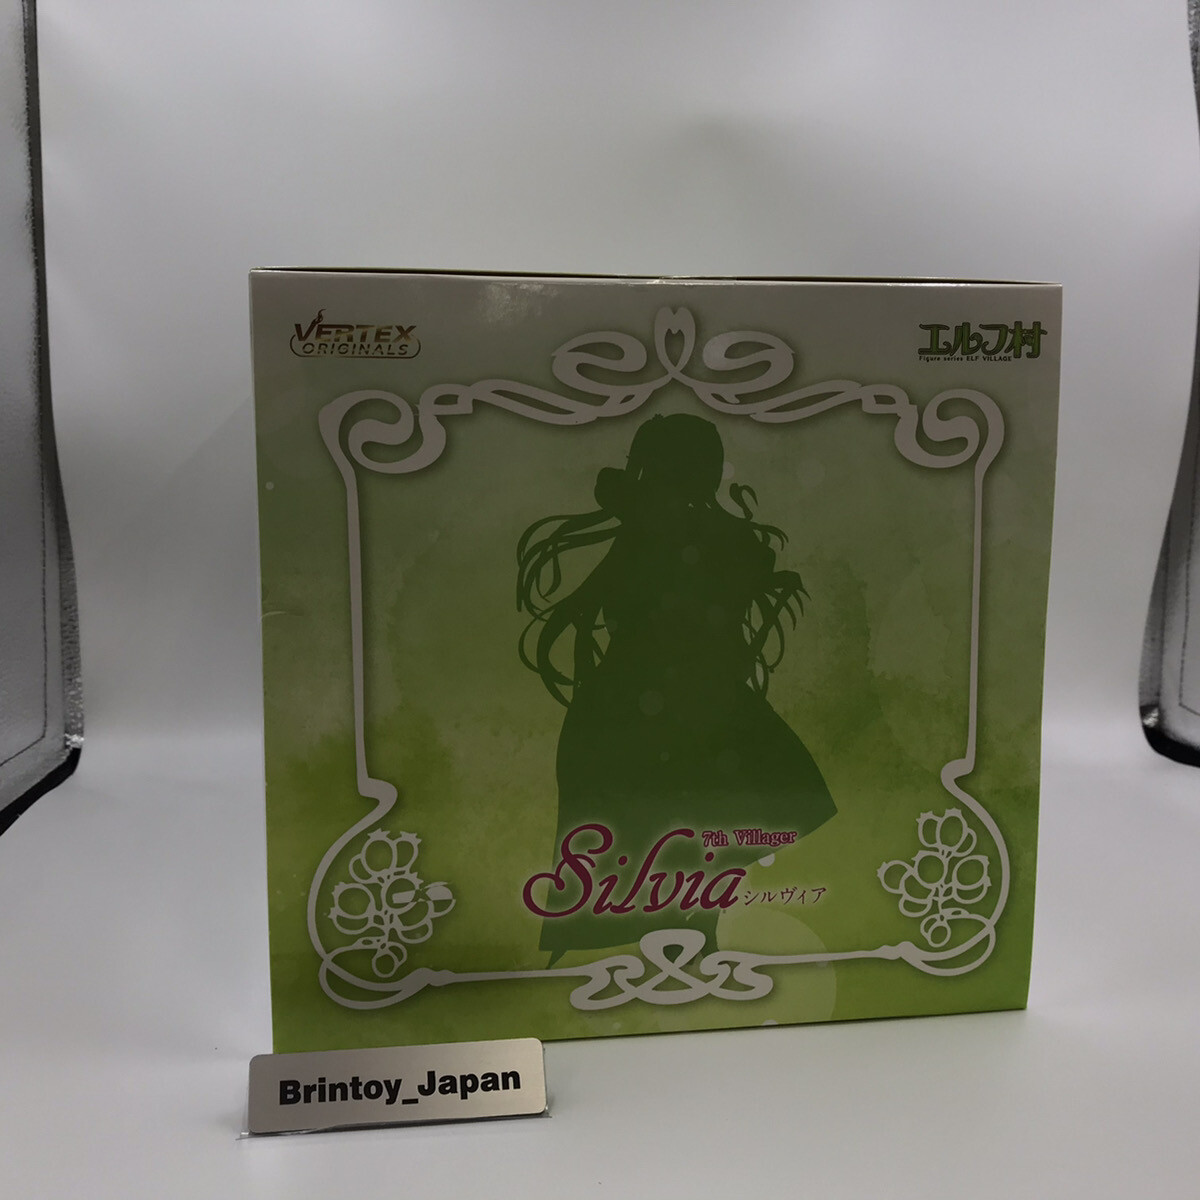 VERTEX
ORIGINALS
エルフ村
Figure series ELF VILLAGE
7th Villager
Silvia シルヴィア
Brintoy_Japan